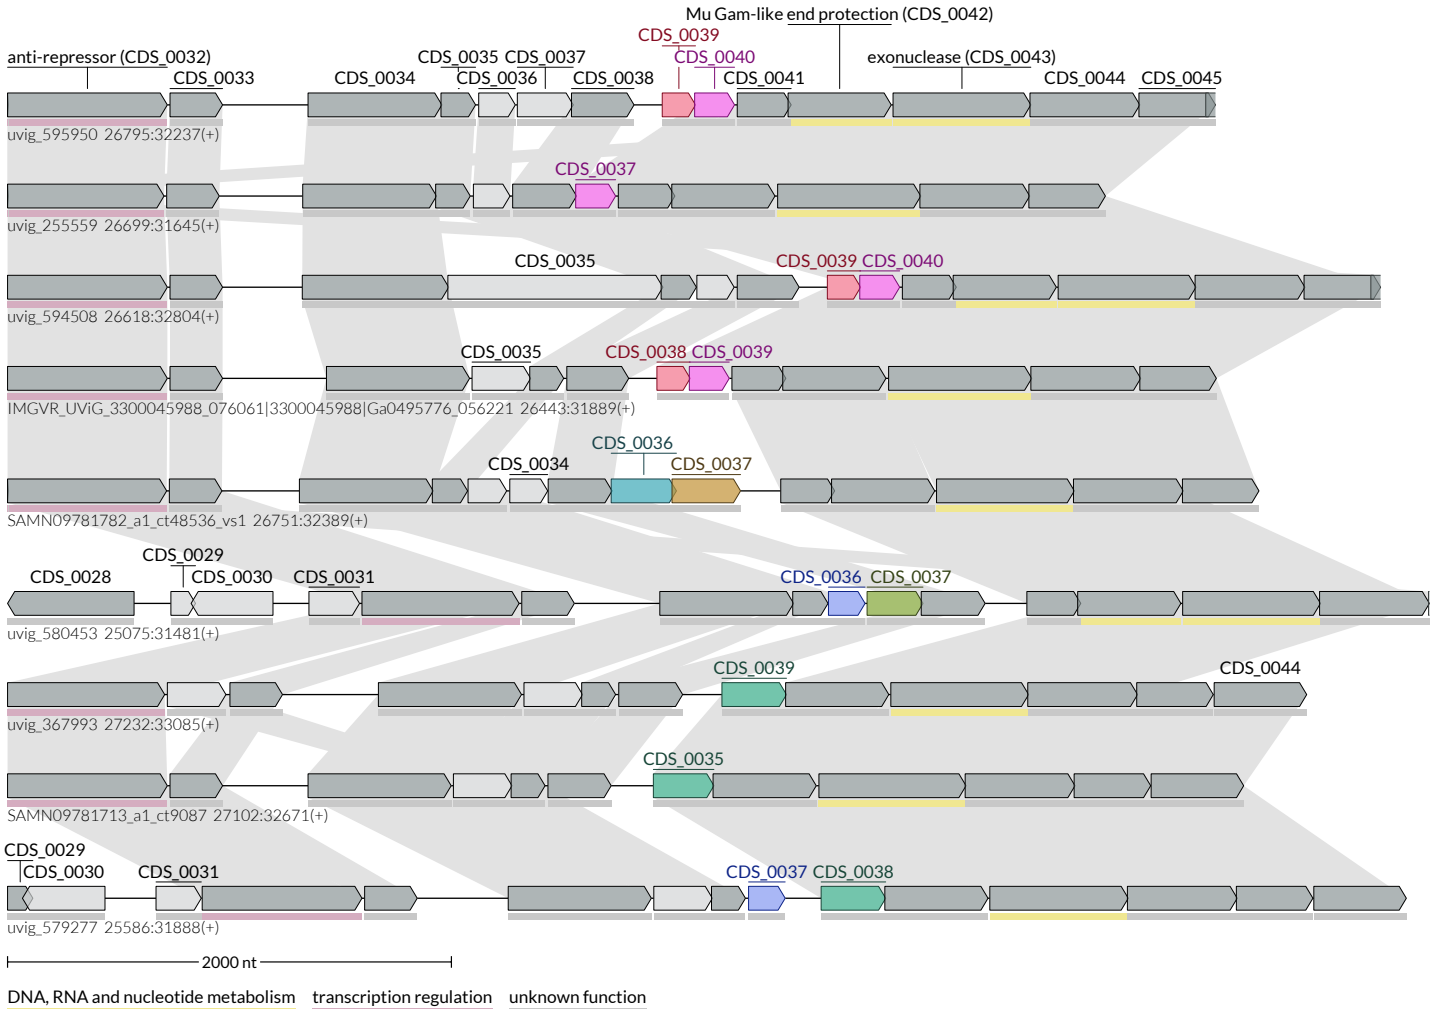 Mu Gam-like end protection (CDS_0042)
CDS_0039
anti-repressor (CDS_0032) CDS_0035 CDS_0037 CDS_0040 exonuclease (CDS_0043)
CDS_0033 CDS_0034 CDS_0036 CDS_0038 CDS_0041 CDS_0044 CDS_0045
uvig_595950 26795:32237(+)
CDS_0037
uvig_255559 26699:31645(+)
CDS_0035 CDS_0039 CDS_0040
uvig_594508 26618:32804(+)
CDS_0035 CDS_0038 CDS_0039
IMGVR_UViG_3300045988_076061|3300045988|Ga0495776_056221 26443:31889(+)
CDS_0036
CDS_0034 CDS_0037
SAMN09781782_a1_ct48536_vs1 26751:32389(+)
CDS_0029
CDS_0028 CDS_0030 CDS_0031 CDS_0036 CDS_0037
uvig_580453 25075:31481(+)
CDS_0039 CDS_0044
uvig_367993 27232:33085(+)
CDS_0035
SAMN09781713_a1_ct9087 27102:32671(+)
CDS_0029
CDS_0030 CDS_0031 CDS_0037 CDS_0038
uvig_579277 25586:31888(+)
2000 nt
DNA, RNA and nucleotide metabolism transcription regulation unknown function